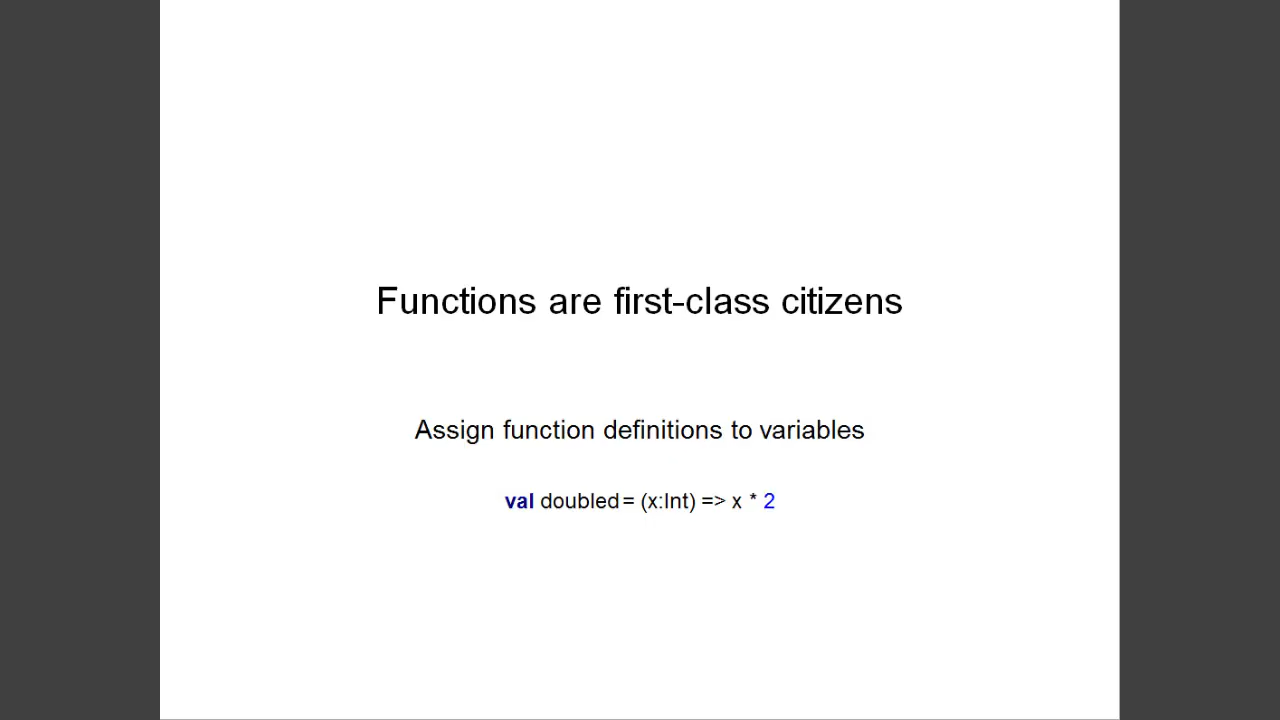 Functions are first-class citizens
Assign function definitions to variables
val doubled = (x:Int) => x * 2